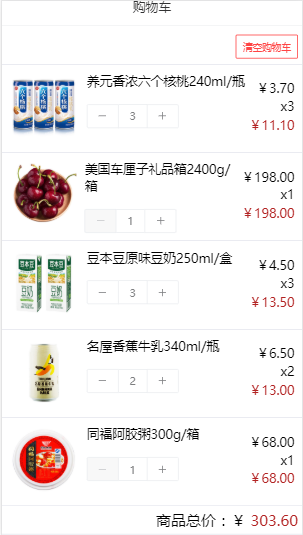 购物车
清空购物车
养元香浓六个核桃240ml/瓶
￥3.70
x3
− 3 +
￥11.10
美国车厘子礼品箱2400g/
箱
￥198.00
x1
− 1 +
￥198.00
豆本豆原味豆奶250ml/盒
￥4.50
x3
− 3 +
￥13.50
名屋香蕉牛乳340ml/瓶
￥6.50
x2
− 2 +
￥13.00
同福阿胶粥300g/箱
￥68.00
x1
− 1 +
￥68.00
商品总价：￥ 303.60